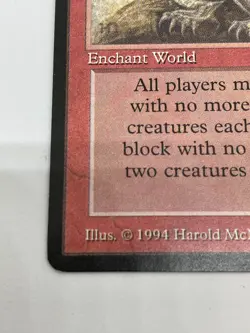 Enchant World
All players m
with no more
creatures each
block with no
two creatures
Illus. © 1994 Harold McN